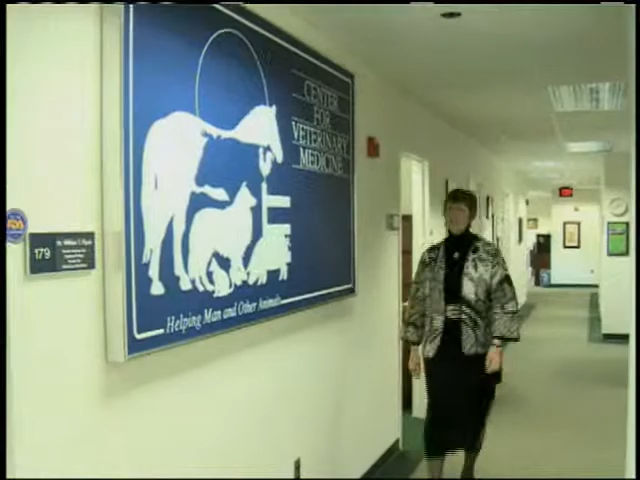 CENTER
FOR
VETERINARY
MEDICINE
Helping Man and Other Animals
179